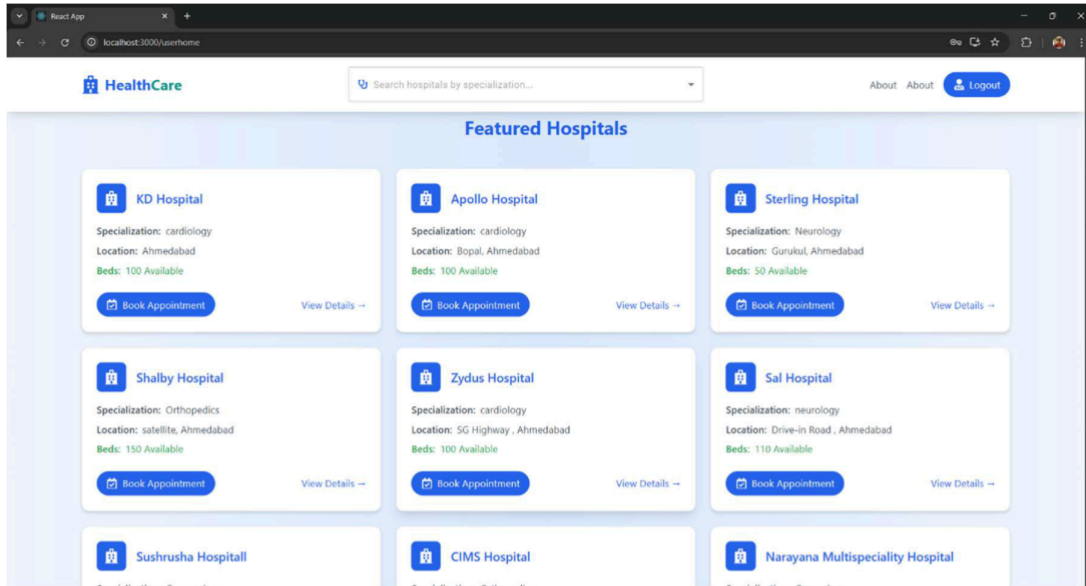 React App
localhost:3000/userhome
HealthCare
Search hospitals by specialization...
About About Logout
Featured Hospitals
KD Hospital
Specialization: cardiology
Location: Ahmedabad
Beds: 100 Available
Book Appointment View Details →
Apollo Hospital
Specialization: cardiology
Location: Bopal, Ahmedabad
Beds: 100 Available
Book Appointment View Details →
Sterling Hospital
Specialization: Neurology
Location: Gurukul, Ahmedabad
Beds: 50 Available
Book Appointment View Details →
Shalby Hospital
Specialization: Orthopedics
Location: satellite, Ahmedabad
Beds: 150 Available
Book Appointment View Details →
Zydus Hospital
Specialization: cardiology
Location: SG Highway , Ahmedabad
Beds: 100 Available
Book Appointment View Details →
Sal Hospital
Specialization: neurology
Location: Drive-in Road , Ahmedabad
Beds: 110 Available
Book Appointment View Details →
Sushrusha Hospitall
CIMS Hospital
Narayana Multispeciality Hospital